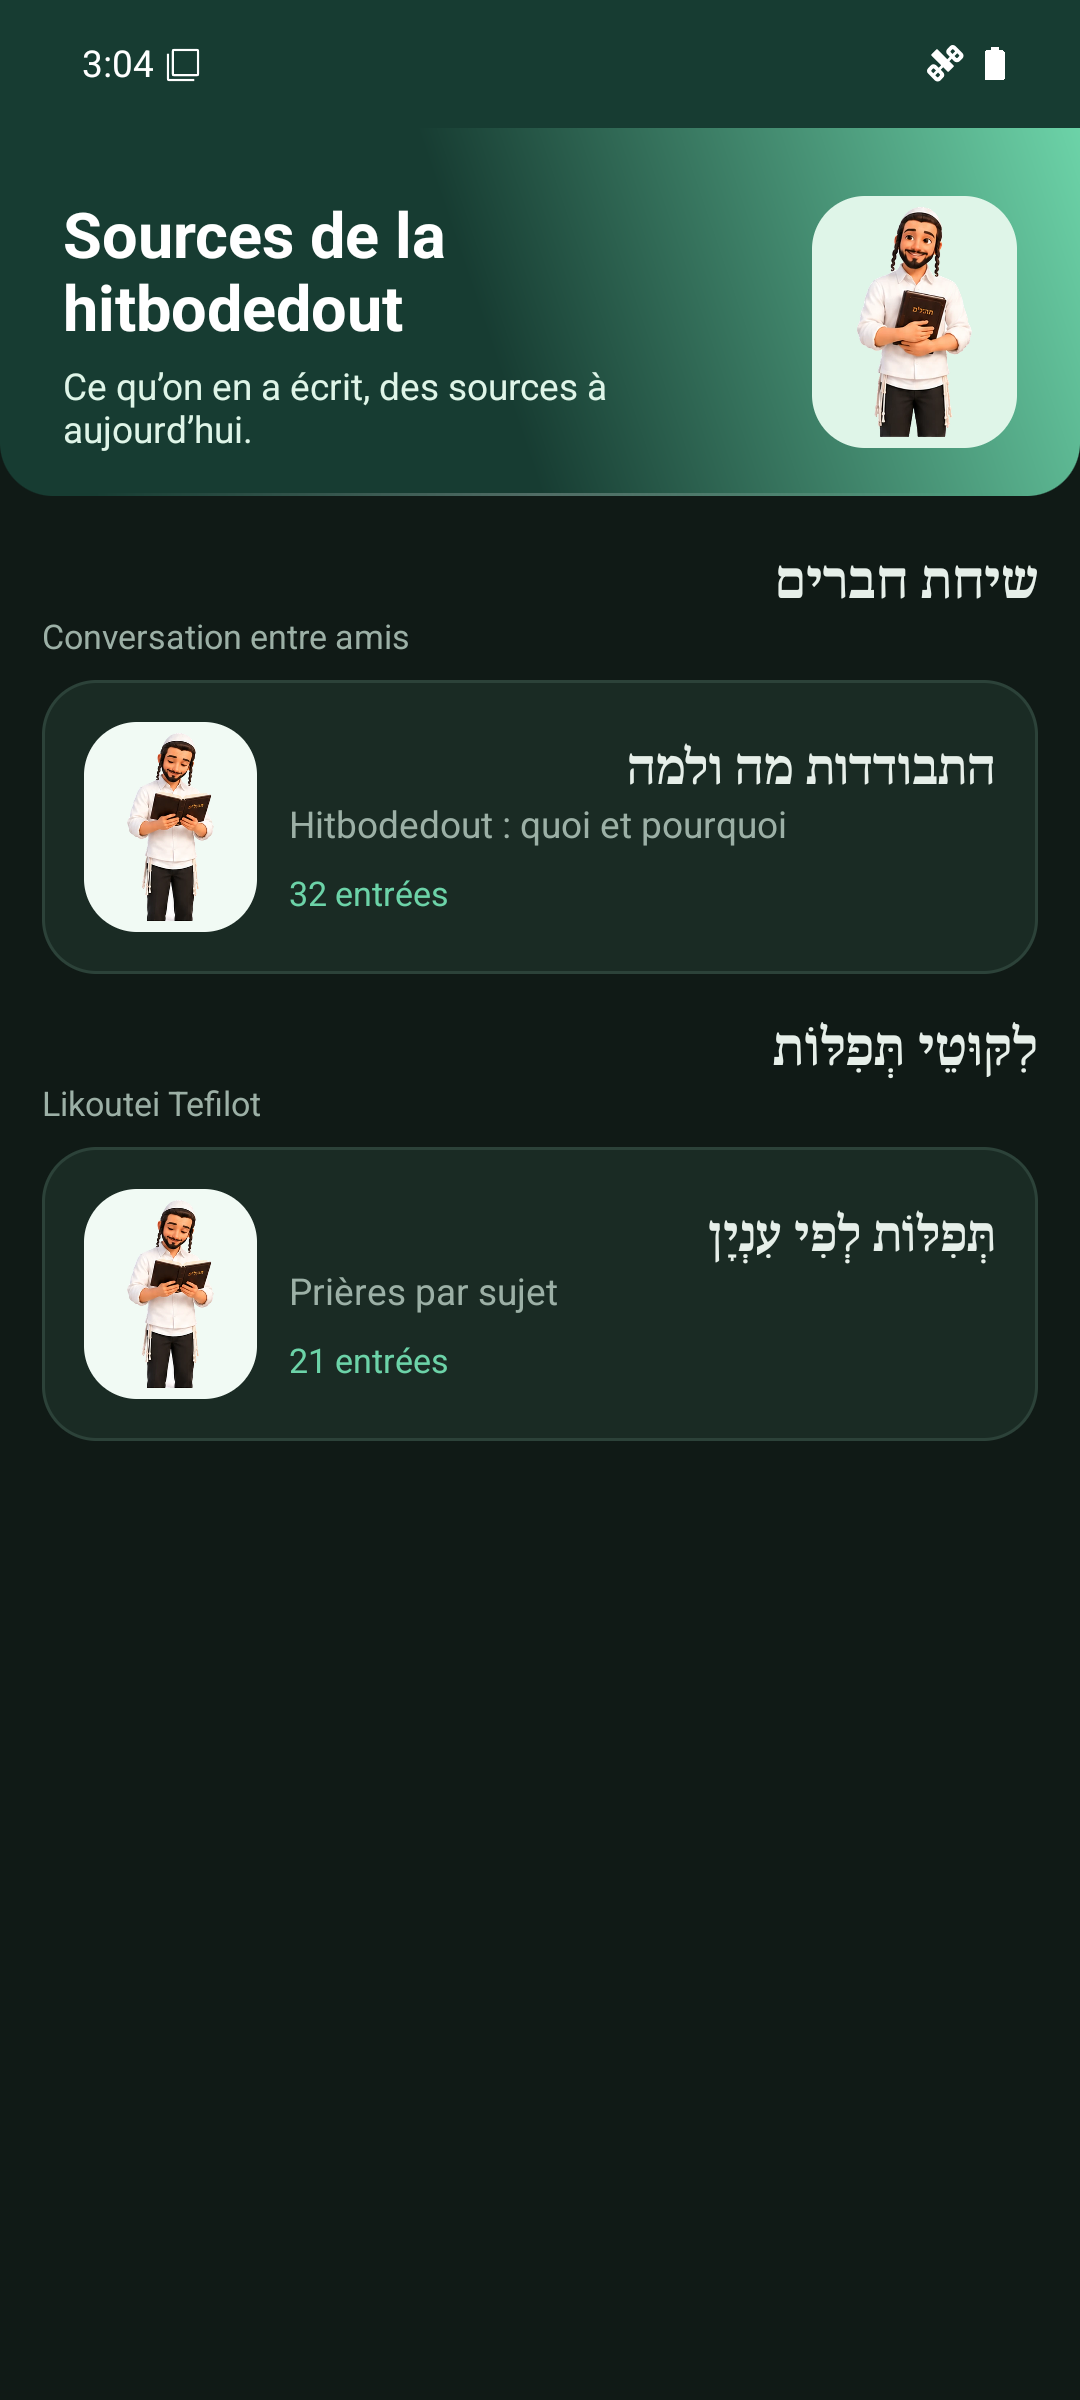 3:04
Sources de la
hitbodedout
Ce qu’on en a écrit, des sources à
aujourd’hui.
שיחת חברים
Conversation entre amis
התבודדות מה ולמה
Hitbodedout : quoi et pourquoi
32 entrées
לִקּוּטֵי תְּפִלּוֹת
Likoutei Tefilot
תְּפִלּוֹת לְפִי עִנְיָן
Prières par sujet
21 entrées